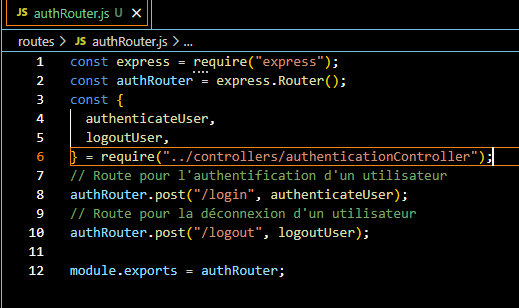 JS authRouter.js U ×
routes > JS authRouter.js > ...
1 const express = require("express");
2 const authRouter = express.Router();
3 const {
4 authenticateUser,
5 logoutUser,
6 } = require("../controllers/authenticationController");
7 // Route pour l'authentification d'un utilisateur
8 authRouter.post("/login", authenticateUser);
9 // Route pour la déconnexion d'un utilisateur
10 authRouter.post("/logout", logoutUser);
11
12 module.exports = authRouter;